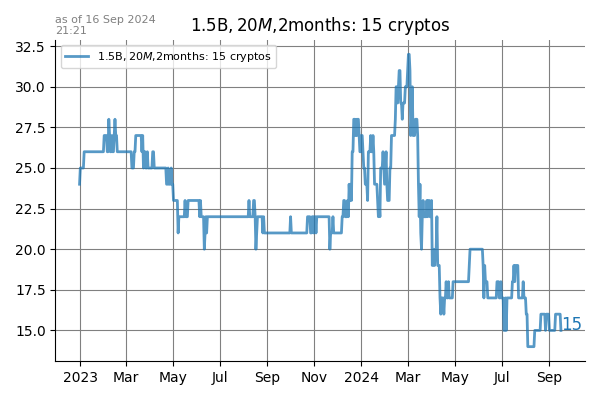 as of 16 Sep 2024
21:21
1.5B, 20M,2months: 15 cryptos
1.5B, 20M,2months: 15 cryptos
32.5
30.0
27.5
25.0
22.5
20.0
17.5
15.0
15
2023 Mar May Jul Sep Nov 2024 Mar May Jul Sep